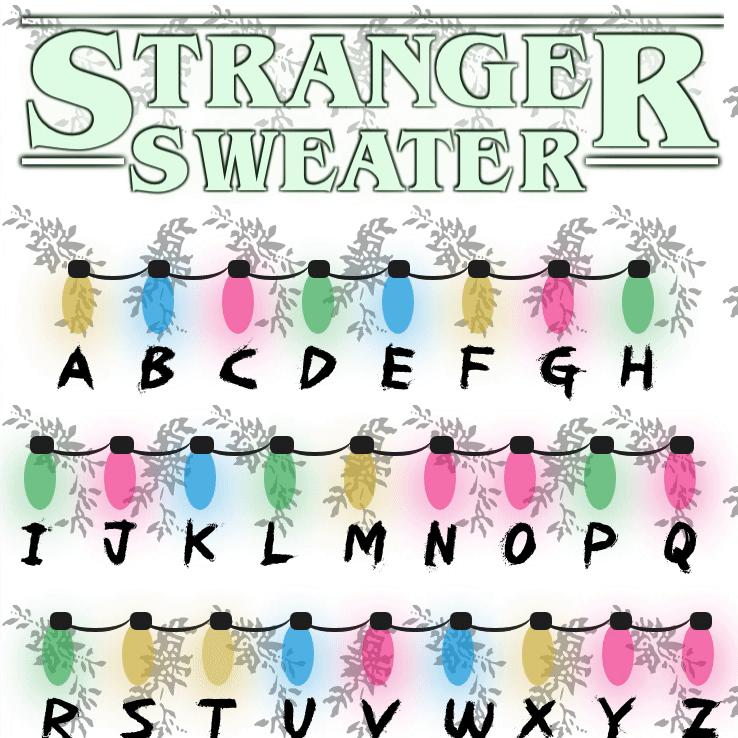 STRANGER
SWEATER
A B C D E F G H
I J K L M N O P Q
R S T U V W X Y Z